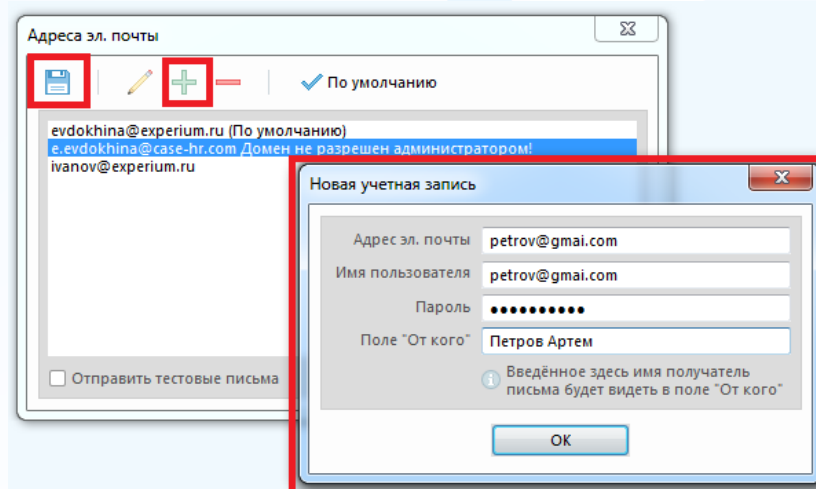 Адреса эл. почты
По умолчанию
evdokhina@experium.ru (По умолчанию)
e.evdokhina@case-hr.com Домен не разрешен администратором!
ivanov@experium.ru
Отправить тестовые письма
Новая учетная запись
Адрес эл. почты petrov@gmai.com
Имя пользователя petrov@gmai.com
Пароль ●●●●●●●●●●
Поле "От кого" Петров Артем
Введённое здесь имя получатель
письма будет видеть в поле "От кого"
OK